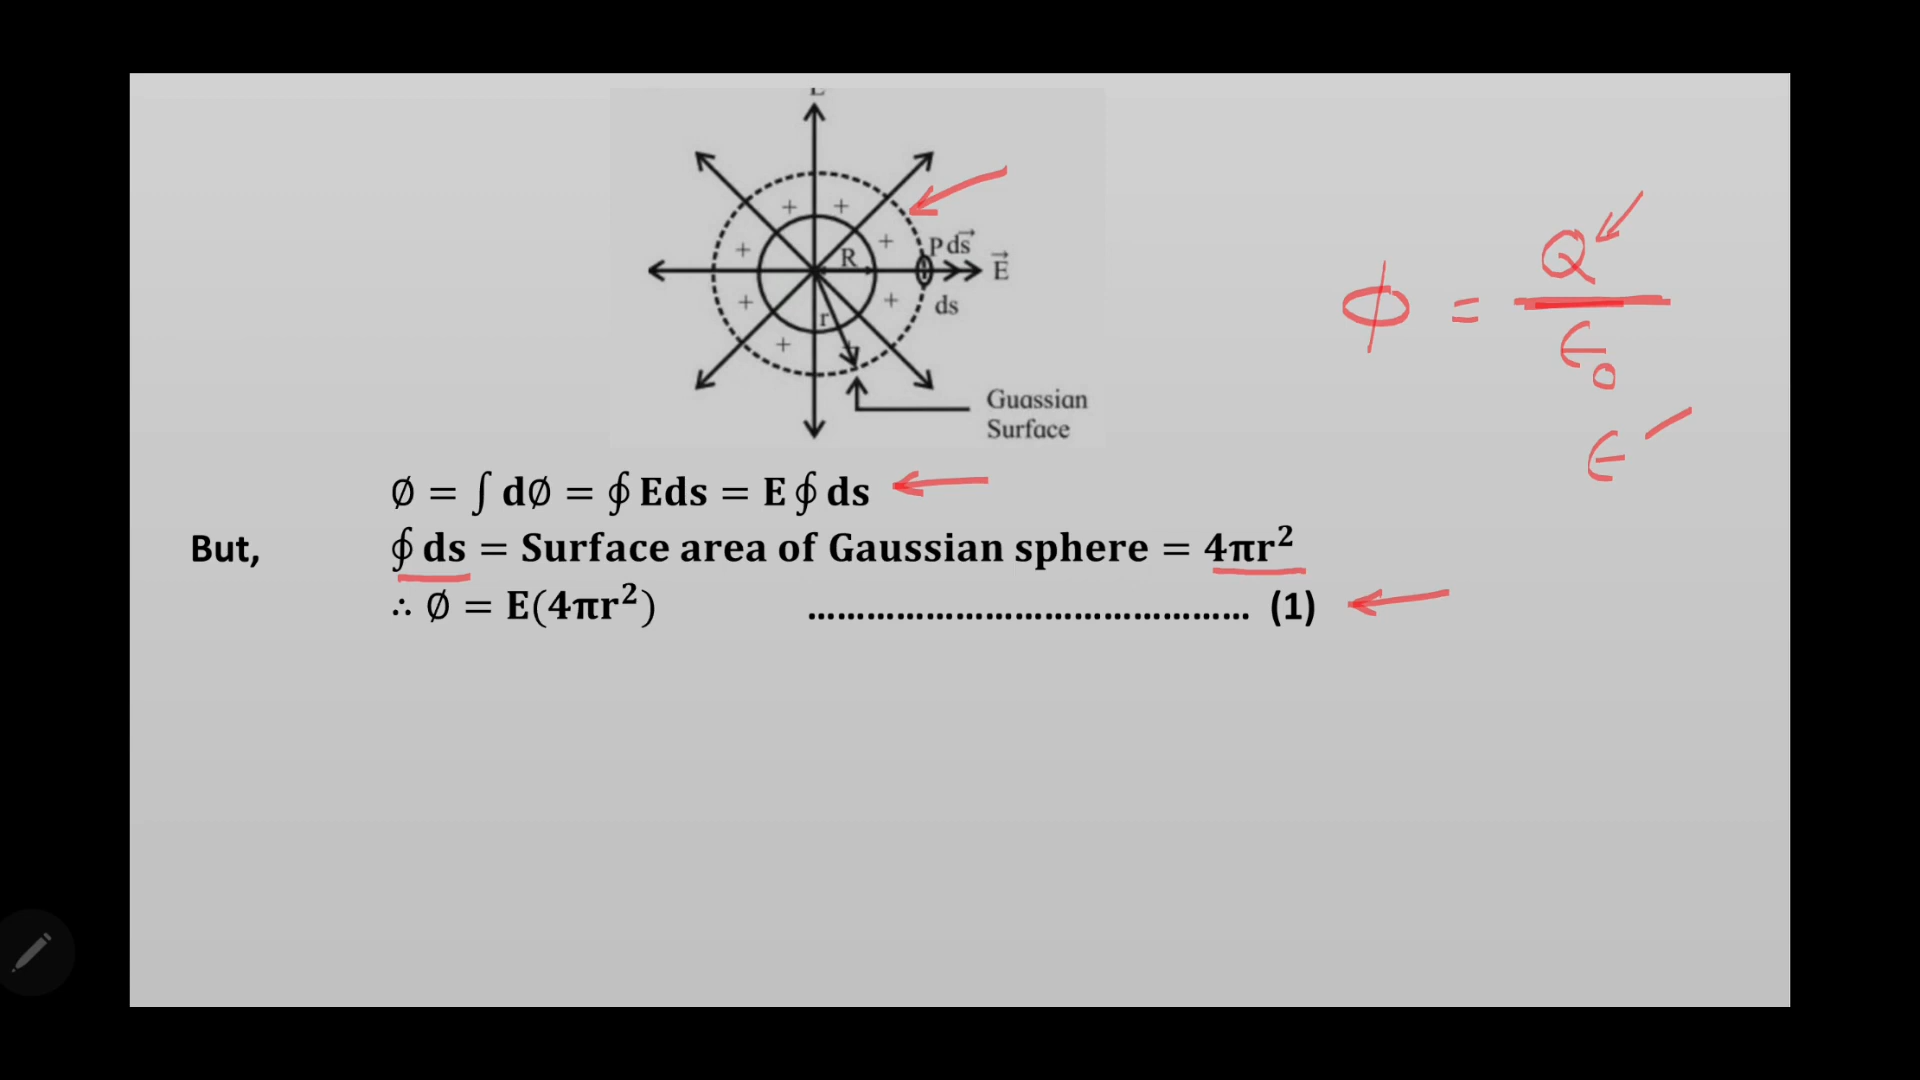 E
P ds⃗
R
E⃗
r
ds
Guassian
Surface
ϕ = Q / ϵ₀
ϵ
∅ = ∫ d∅ = ∮ Eds = E ∮ ds
But, ∮ ds = Surface area of Gaussian sphere = 4πr²
∴ ∅ = E(4πr²) ............................................. (1)